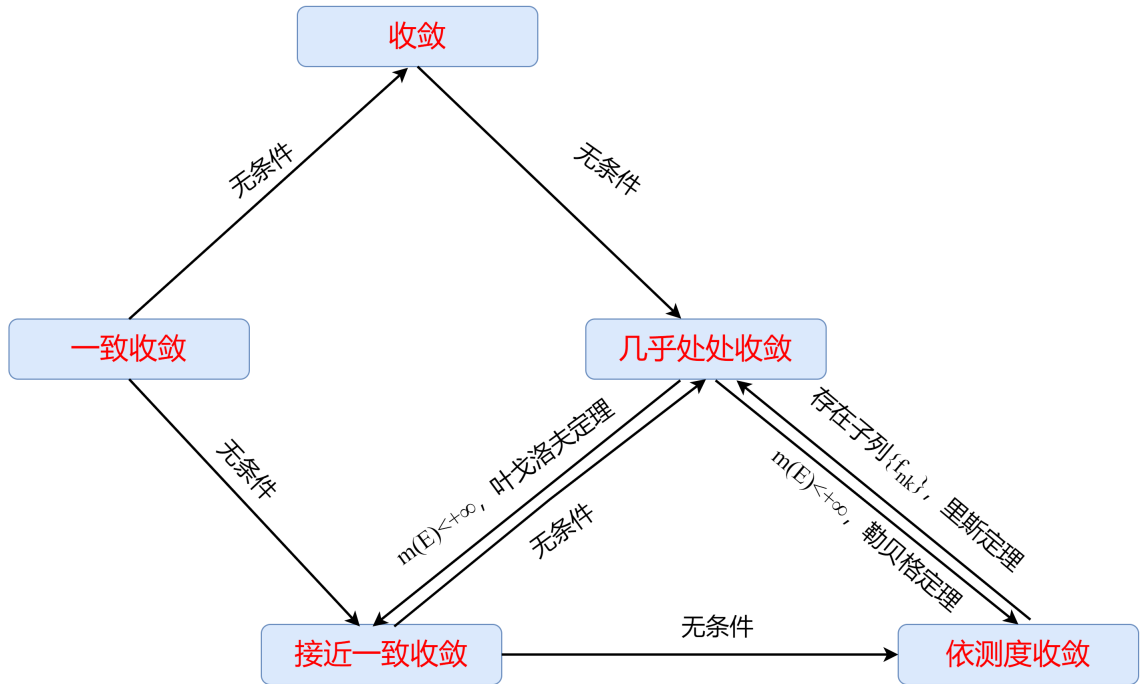 收敛
无条件
无条件
一致收敛
几乎处处收敛
无条件
m(E)<+∞，叶戈洛夫定理
无条件
存在子列{f_nk}，里斯定理
m(E)<+∞，勒贝格定理
接近一致收敛
无条件
依测度收敛